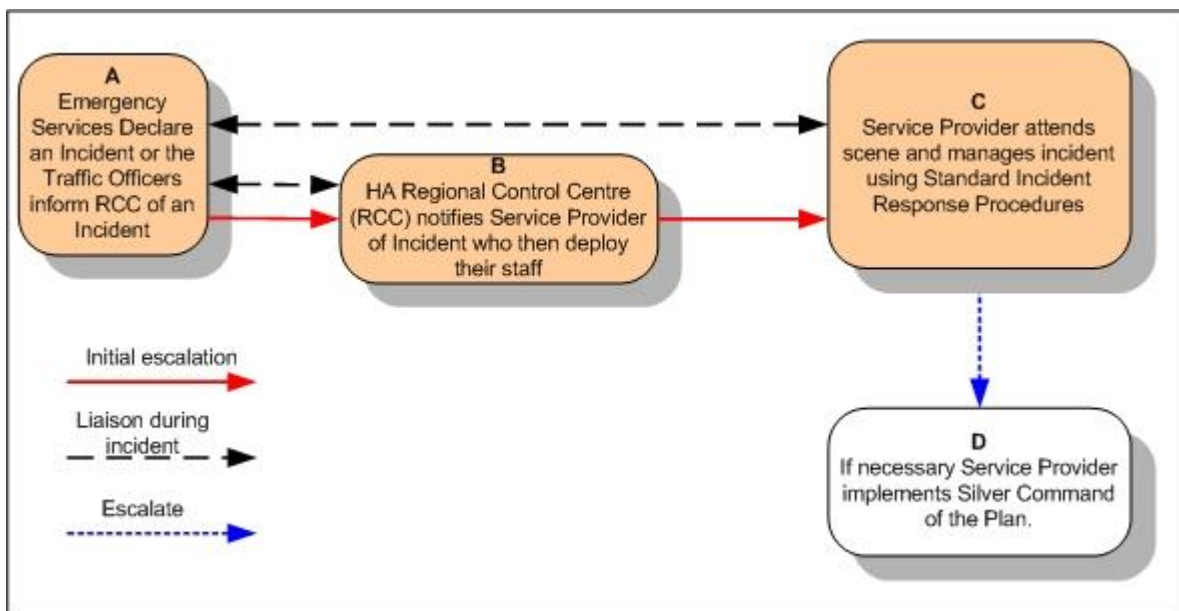 A
Emergency
Services Declare
an Incident or the
Traffic Officers
inform RCC of an
Incident
B
HA Regional Control Centre
(RCC) notifies Service Provider
of Incident who then deploy
their staff
C
Service Provider attends
scene and manages incident
using Standard Incident
Response Procedures
D
If necessary Service Provider
implements Silver Command
of the Plan.
Initial escalation
Liaison during
incident
Escalate